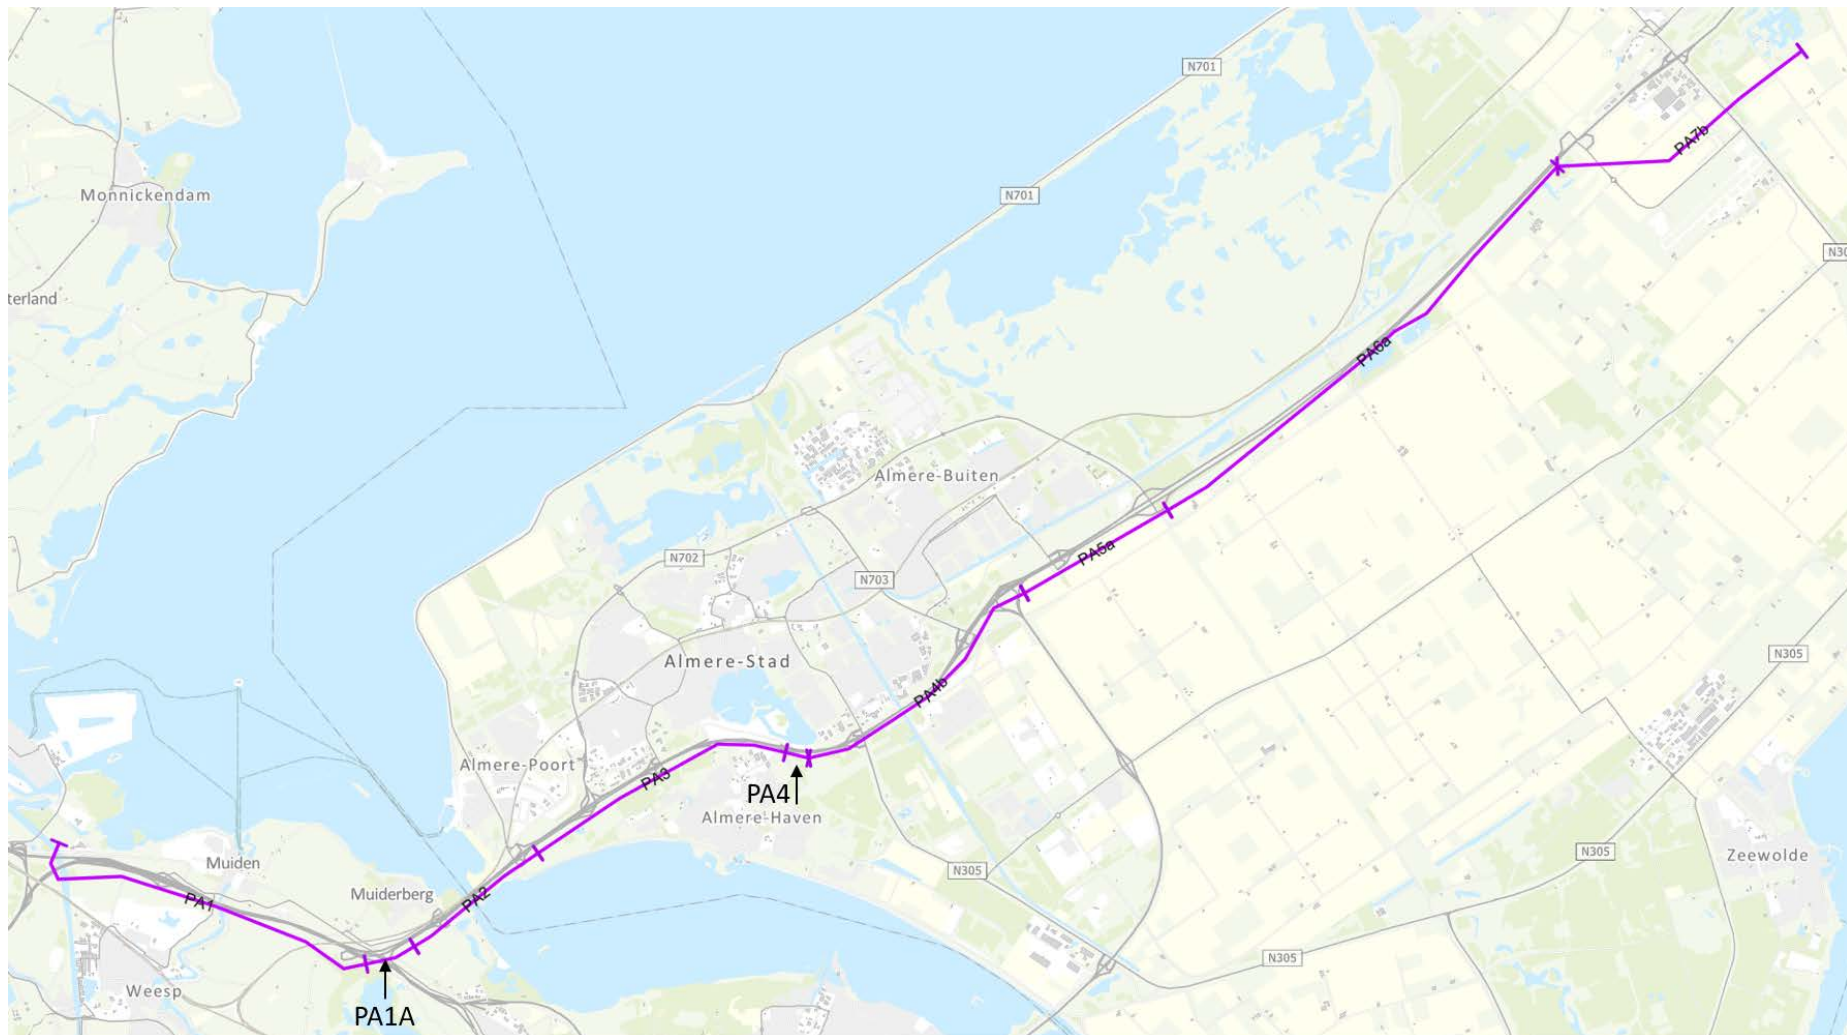 N701
N701
Monnickendam
terland
N30
PA7b
PA6a
Almere-Buiten
PA5a
N702
N703
Almere-Stad
N305
PA4b
Almere-Poort
PA3
PA4
Almere-Haven
N305
N305
Zeewolde
Muiden
Muiderberg
PA2
PA1
N305
Weesp
PA1A